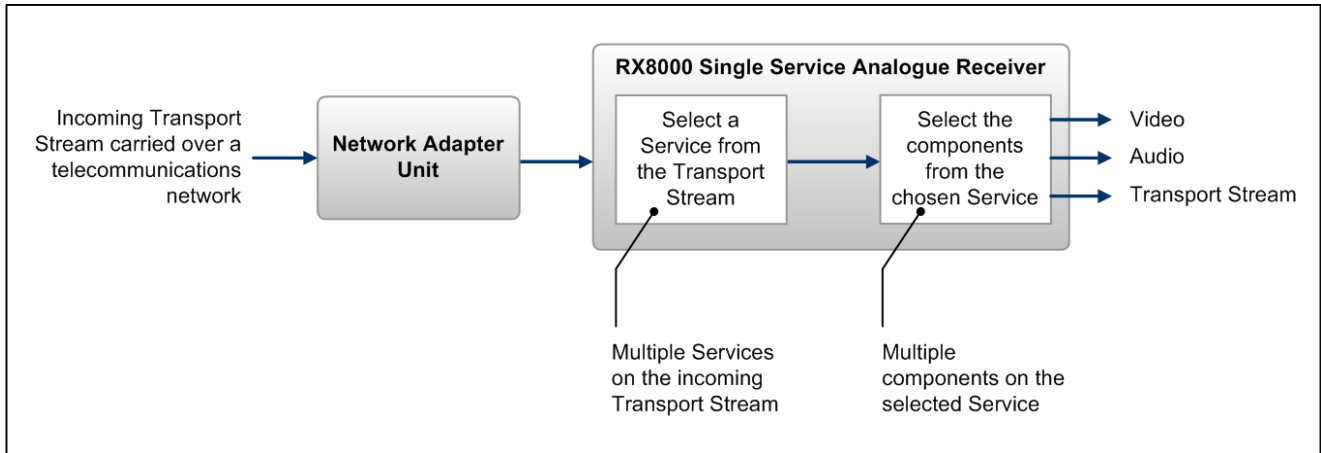 RX8000 Single Service Analogue Receiver
Incoming Transport
Stream carried over a
telecommunications
network
Network Adapter
Unit
Select a
Service from
the Transport
Stream
Select the
components
from the
chosen Service
Video
Audio
Transport Stream
Multiple Services
on the incoming
Transport Stream
Multiple
components on the
selected Service